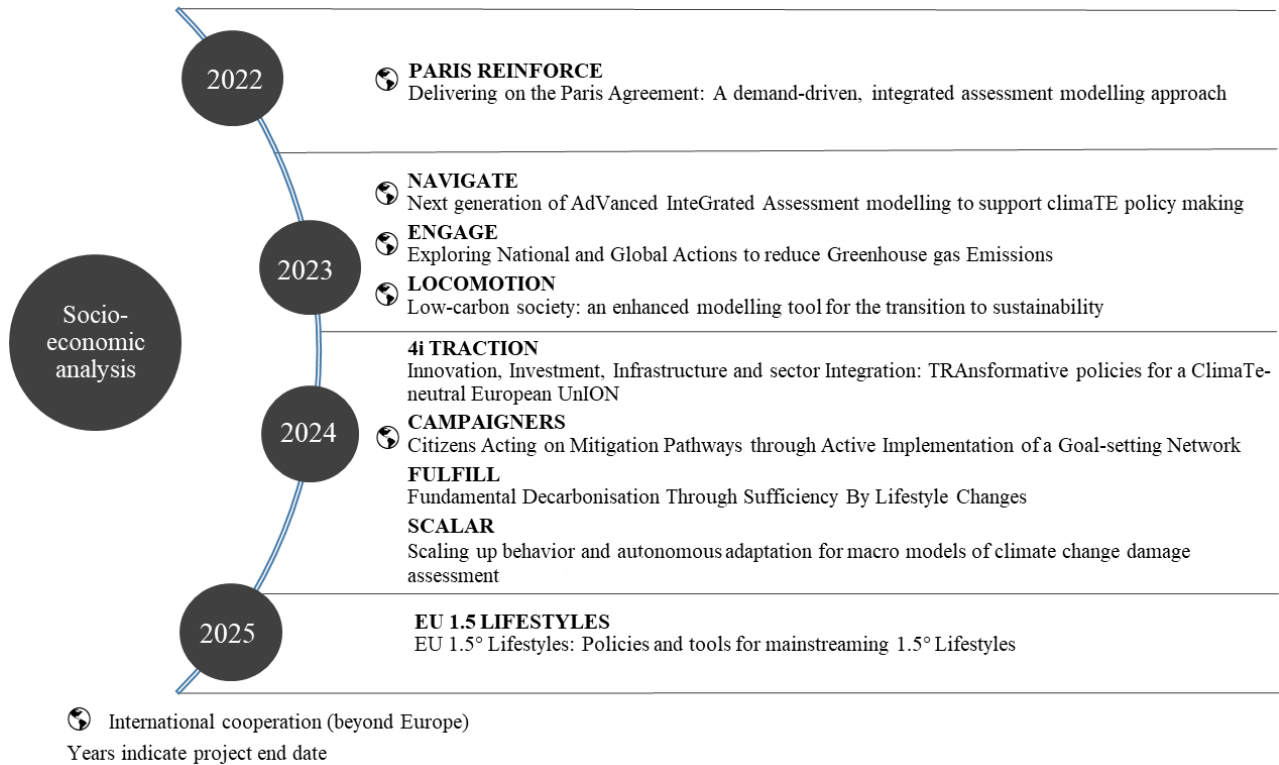 2022
PARIS REINFORCE
Delivering on the Paris Agreement: A demand-driven, integrated assessment modelling approach
NAVIGATE
Next generation of AdVanced InteGrated Assessment modelling to support climaTE policy making
ENGAGE
Exploring National and Global Actions to reduce Greenhouse gas Emissions
2023
LOCOMOTION
Low-carbon society: an enhanced modelling tool for the transition to sustainability
Socio-
economic
analysis
4i TRACTION
Innovation, Investment, Infrastructure and sector Integration: TRAnsformative policies for a ClimaTe-
neutral European UnION
2024
CAMPAIGNERS
Citizens Acting on Mitigation Pathways through Active Implementation of a Goal-setting Network
FULFILL
Fundamental Decarbonisation Through Sufficiency By Lifestyle Changes
SCALAR
Scaling up behavior and autonomous adaptation for macro models of climate change damage
assessment
2025
EU 1.5 LIFESTYLES
EU 1.5° Lifestyles: Policies and tools for mainstreaming 1.5° Lifestyles
International cooperation (beyond Europe)
Years indicate project end date